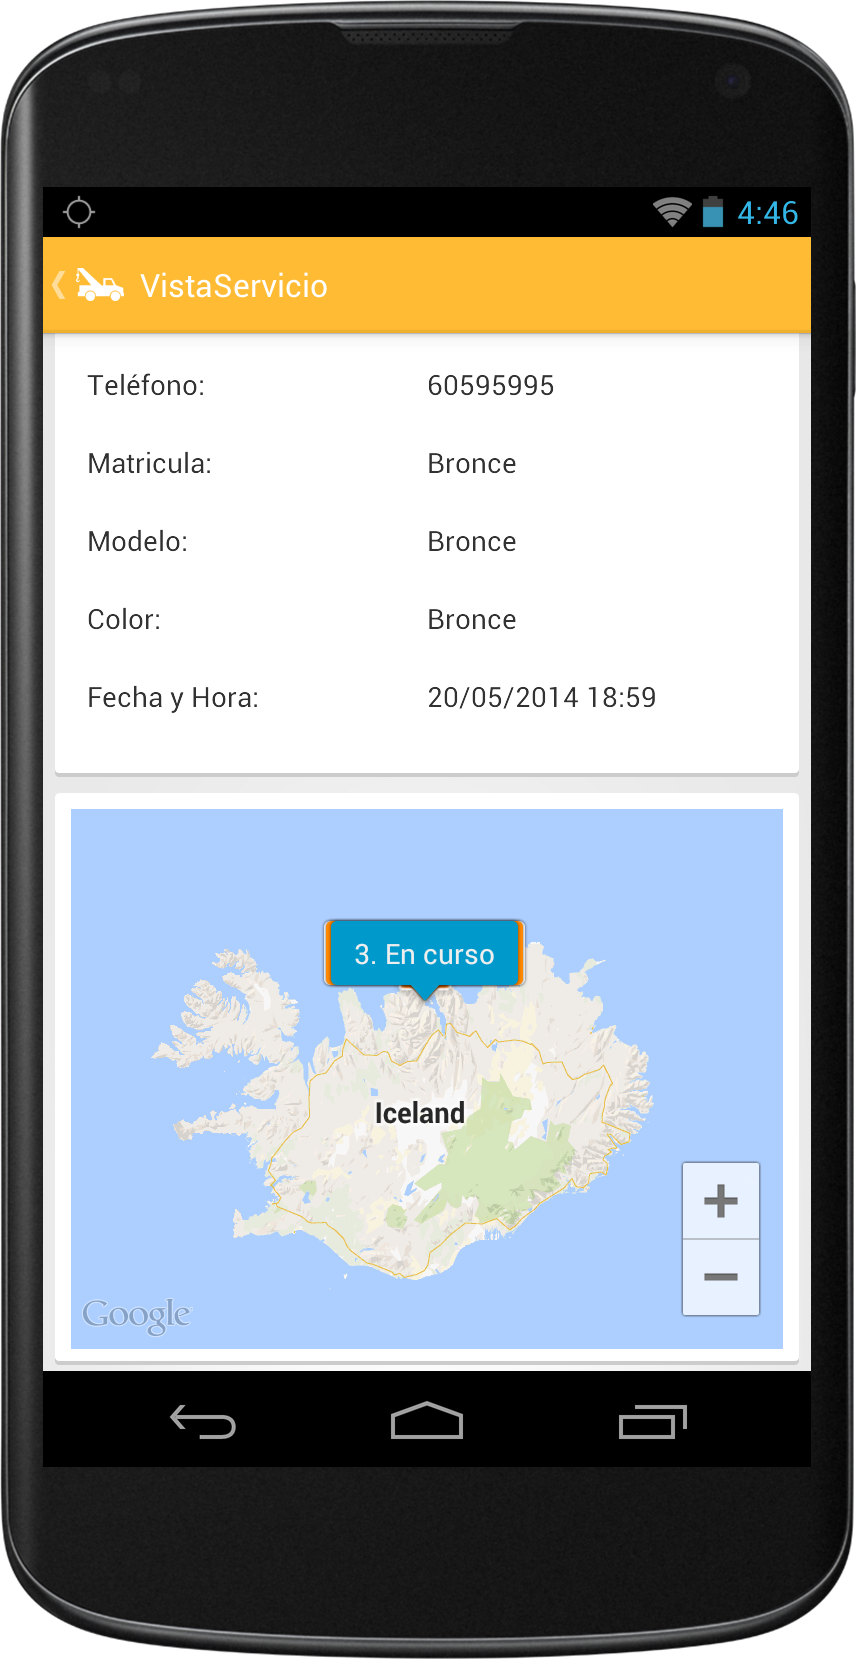 4:46
VistaServicio
Teléfono: 60595995
Matricula: Bronce
Modelo: Bronce
Color: Bronce
Fecha y Hora: 20/05/2014 18:59
3. En curso
Iceland
Google